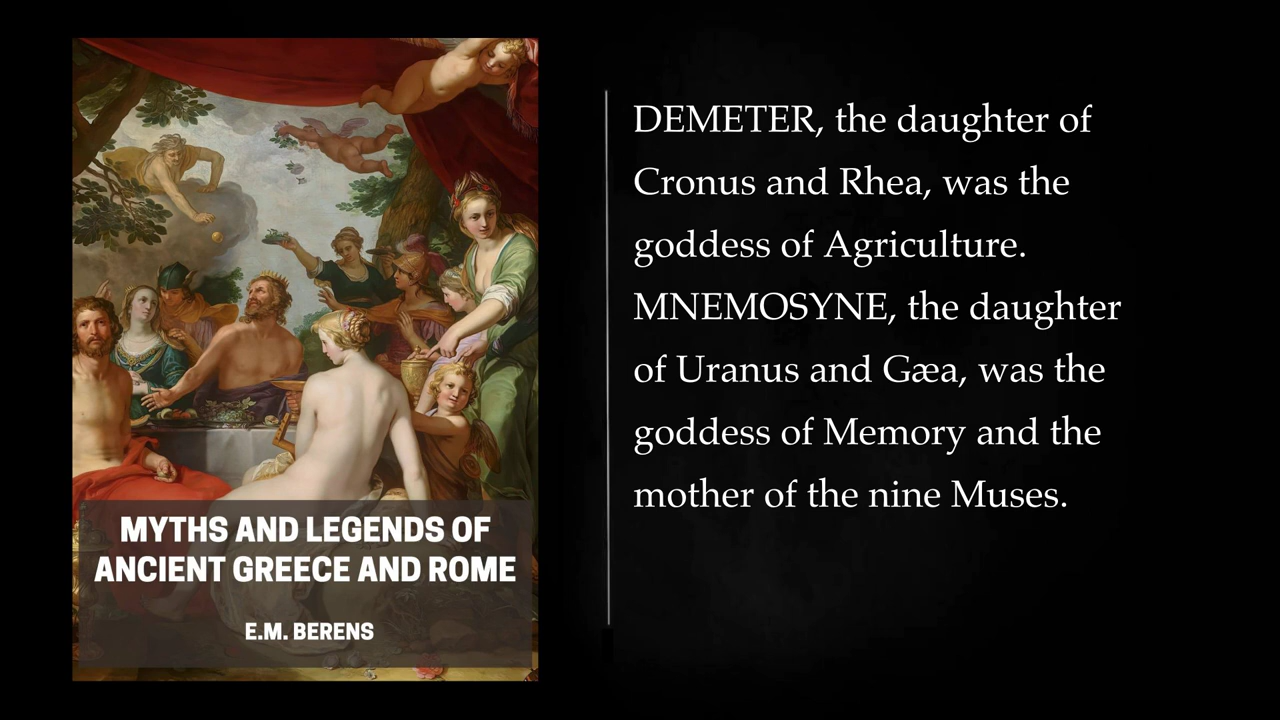 MYTHS AND LEGENDS OF
ANCIENT GREECE AND ROME
E.M. BERENS
DEMETER, the daughter of
Cronus and Rhea, was the
goddess of Agriculture.
MNEMOSYNE, the daughter
of Uranus and Gæa, was the
goddess of Memory and the
mother of the nine Muses.